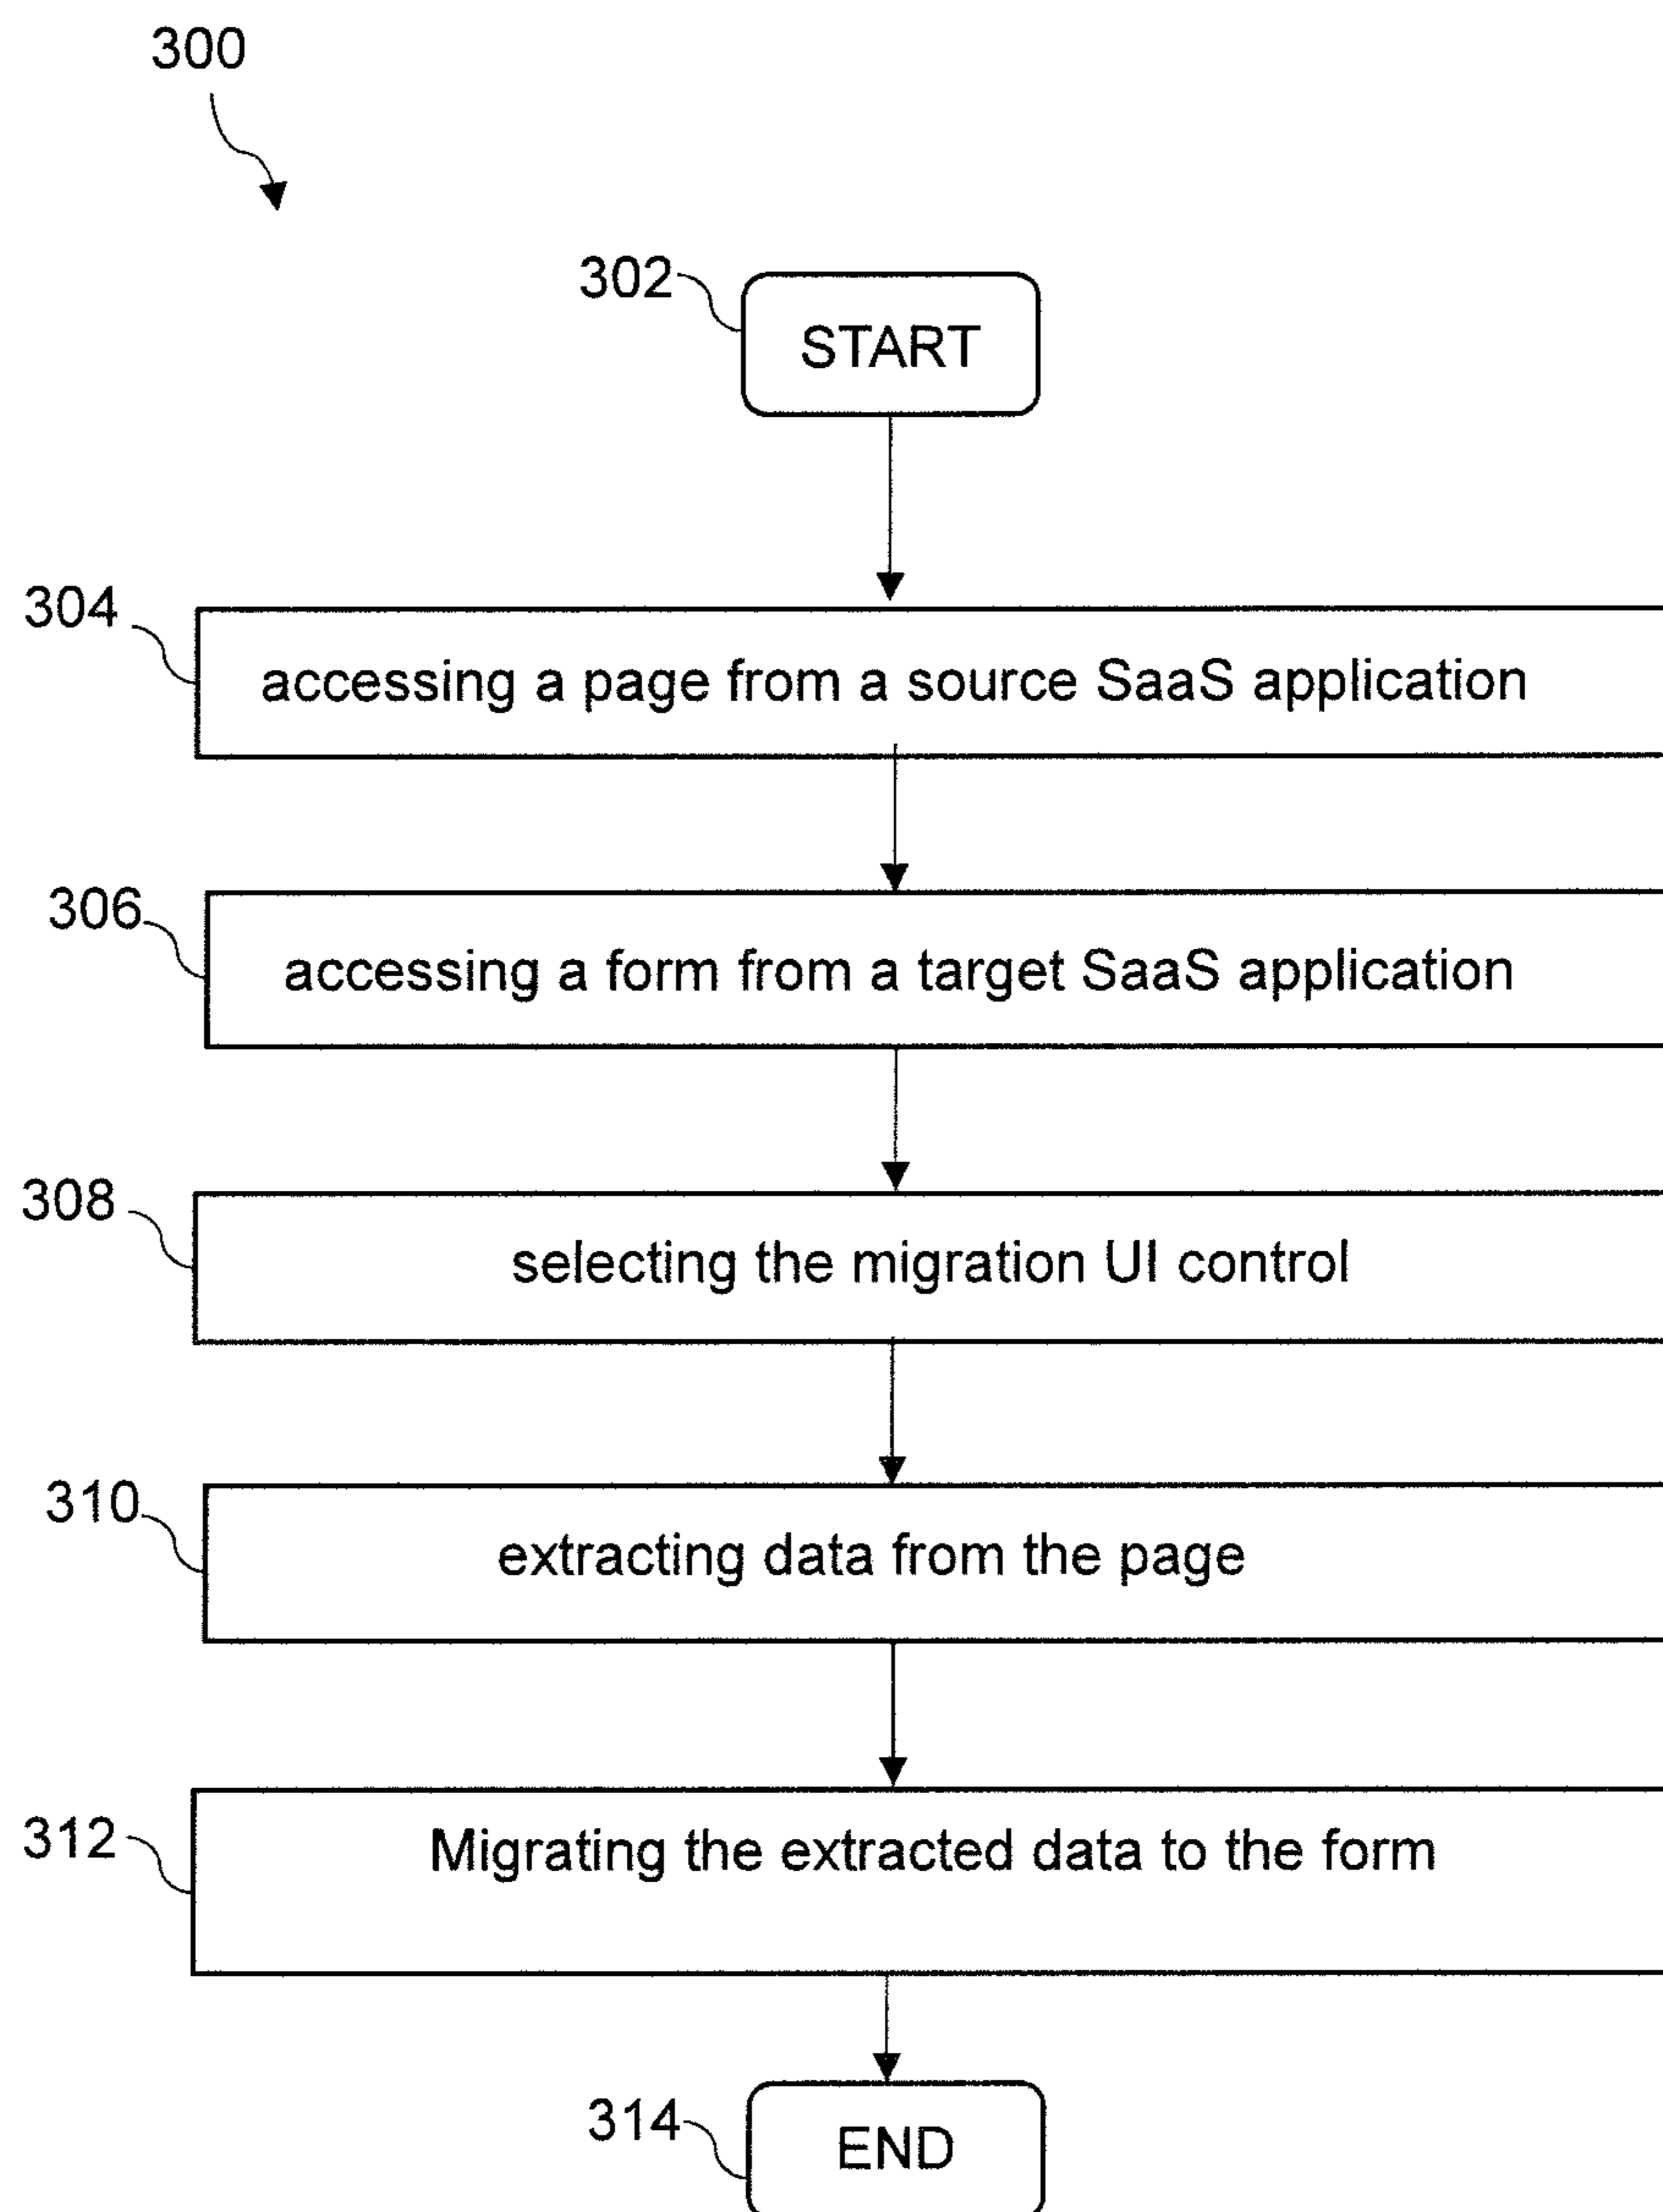 300
302
START
304
accessing a page from a source SaaS application
306
accessing a form from a target SaaS application
308
selecting the migration UI control
310
extracting data from the page
312
Migrating the extracted data to the form
314
END